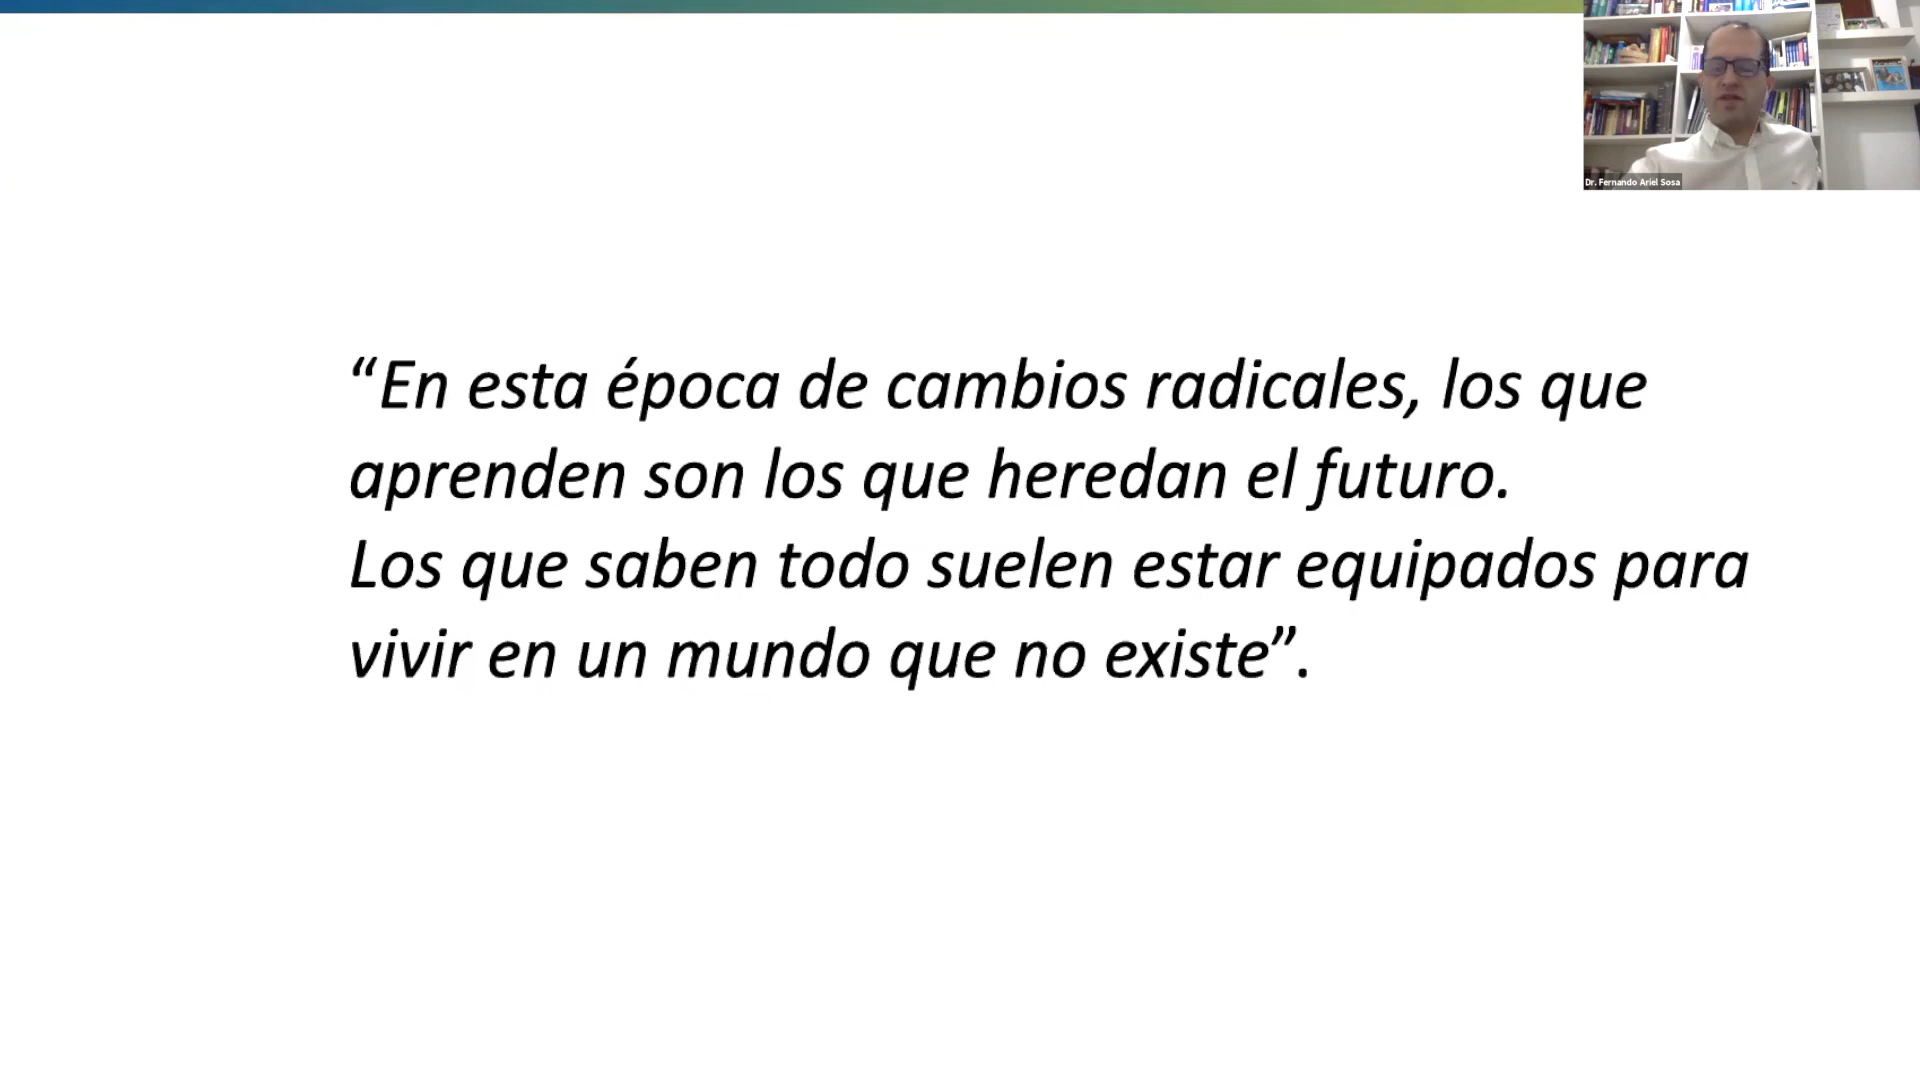 Dr. Fernando Ariel Sosa
“En esta época de cambios radicales, los que
aprenden son los que heredan el futuro.
Los que saben todo suelen estar equipados para
vivir en un mundo que no existe”.